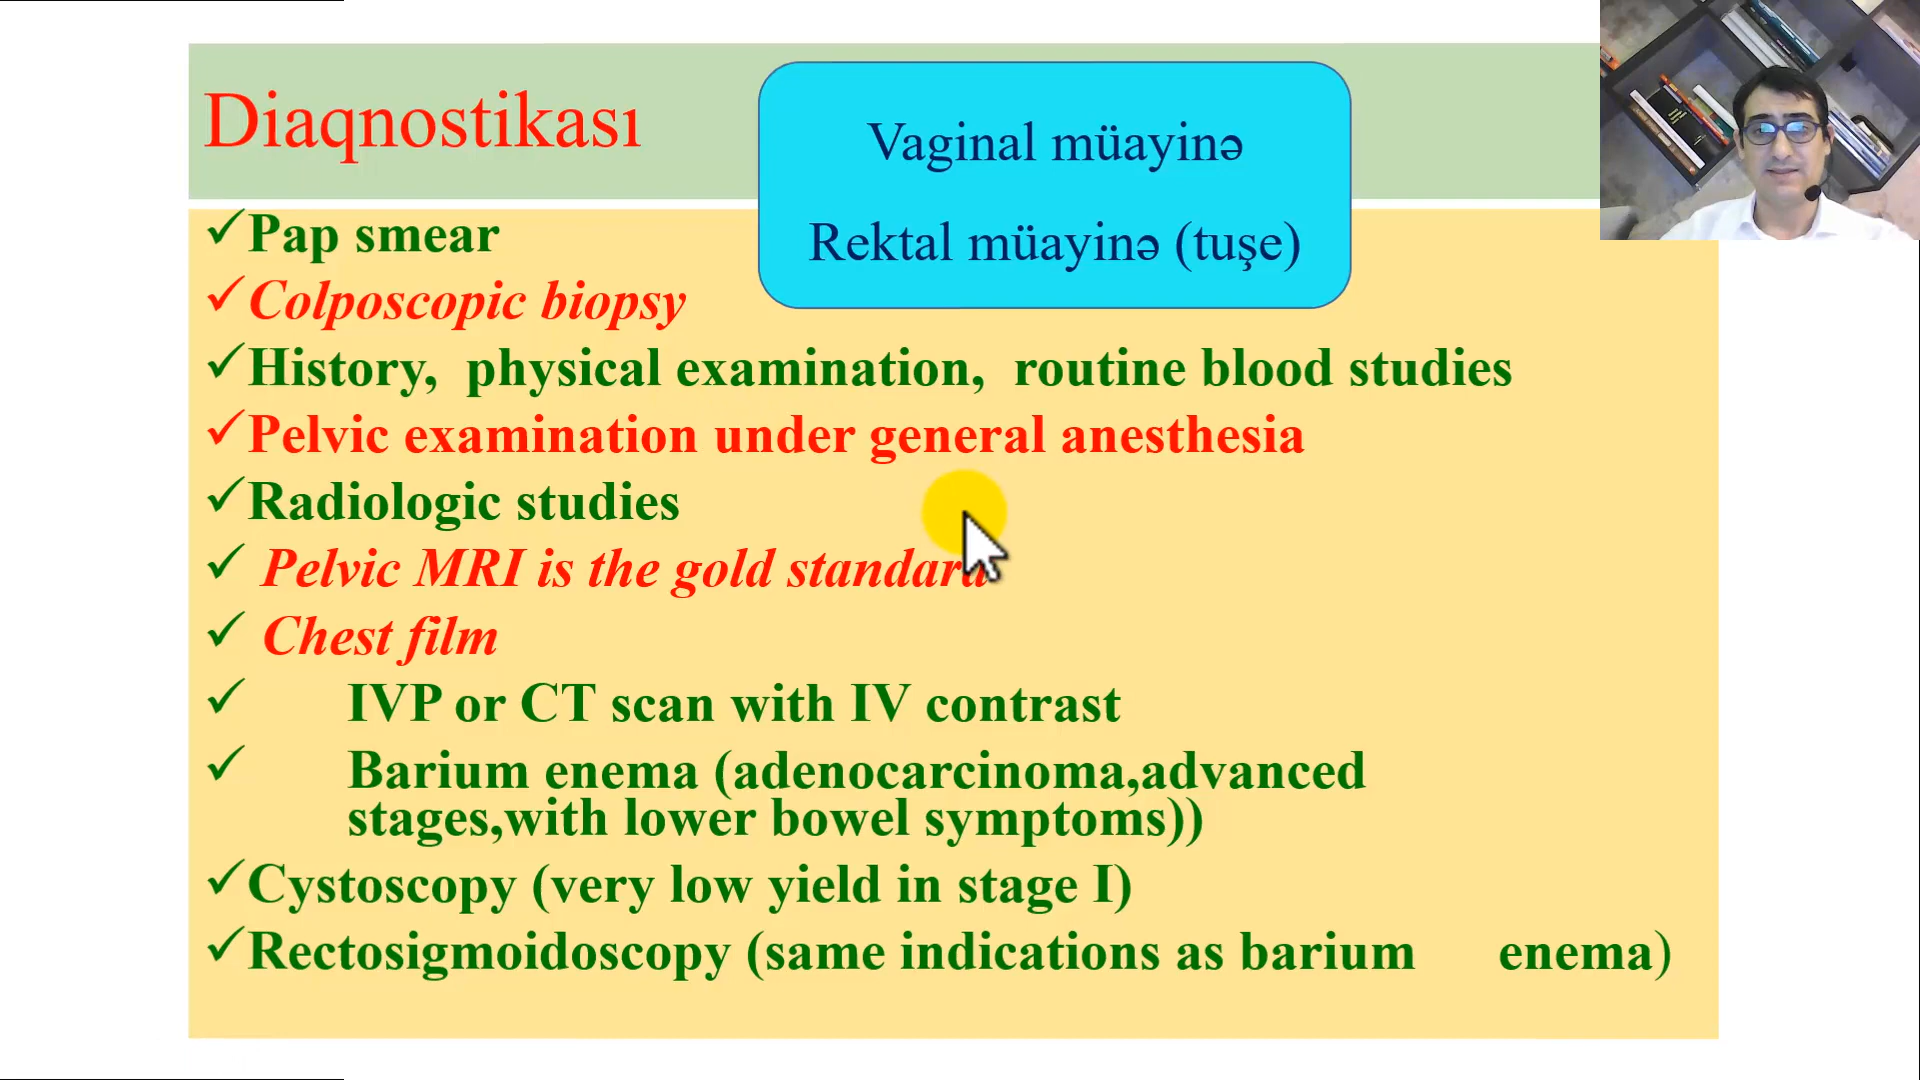 Diaqnostikası
Vaginal müayinə
Rektal müayinə (tuşe)
✓Pap smear
✓Colposcopic biopsy
✓History, physical examination, routine blood studies
✓Pelvic examination under general anesthesia
✓Radiologic studies
✓ Pelvic MRI is the gold standard
✓ Chest film
✓ IVP or CT scan with IV contrast
✓ Barium enema (adenocarcinoma,advanced
stages,with lower bowel symptoms))
✓Cystoscopy (very low yield in stage I)
✓Rectosigmoidoscopy (same indications as barium enema)